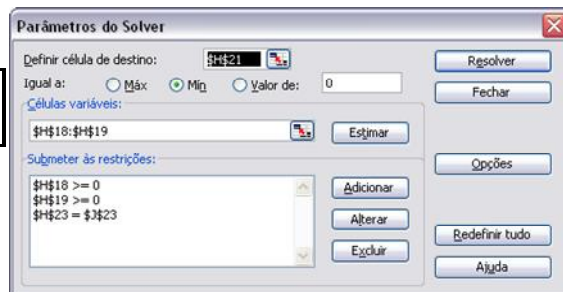 Parâmetros do Solver
Definir célula de destino: $H$21 Resolver
Igual a: Máx Mín Valor de: 0 Fechar
Células variáveis:
$H$18:$H$19 Estimar
Submeter às restrições: Opções
$H$18 >= 0 Adicionar
$H$19 >= 0
$H$23 = $J$23 Alterar
Redefinir tudo
Excluir
Ajuda